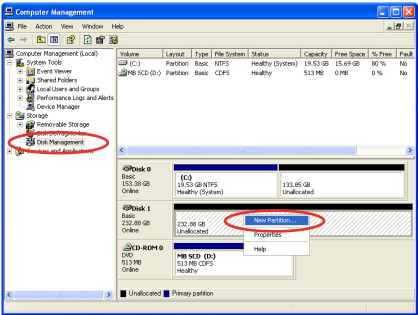 Computer Management
File Action View Window Help
Computer Management (Local)
System Tools
Event Viewer
Shared Folders
Local Users and Groups
Performance Logs and Alerts
Device Manager
Storage
Removable Storage
Disk Defragmenter
Disk Management
Services and Applications
Volume Layout Type File System Status Capacity Free Space % Free Fault
(C:) Partition Basic NTFS Healthy (System) 19.53 GB 15.69 GB 80 % No
MB SCD (D:) Partition Basic CDFS Healthy 513 MB 0 MB 0 % No
Disk 0
Basic
153.38 GB
Online
(C:)
19.53 GB NTFS
Healthy (System)
133.85 GB
Unallocated
Disk 1
Basic
232.88 GB
Online
232.88 GB
Unallocated
New Partition...
Properties
Help
CD-ROM 0
DVD
513 MB
Online
MB SCD (D:)
513 MB CDFS
Healthy
Unallocated Primary partition